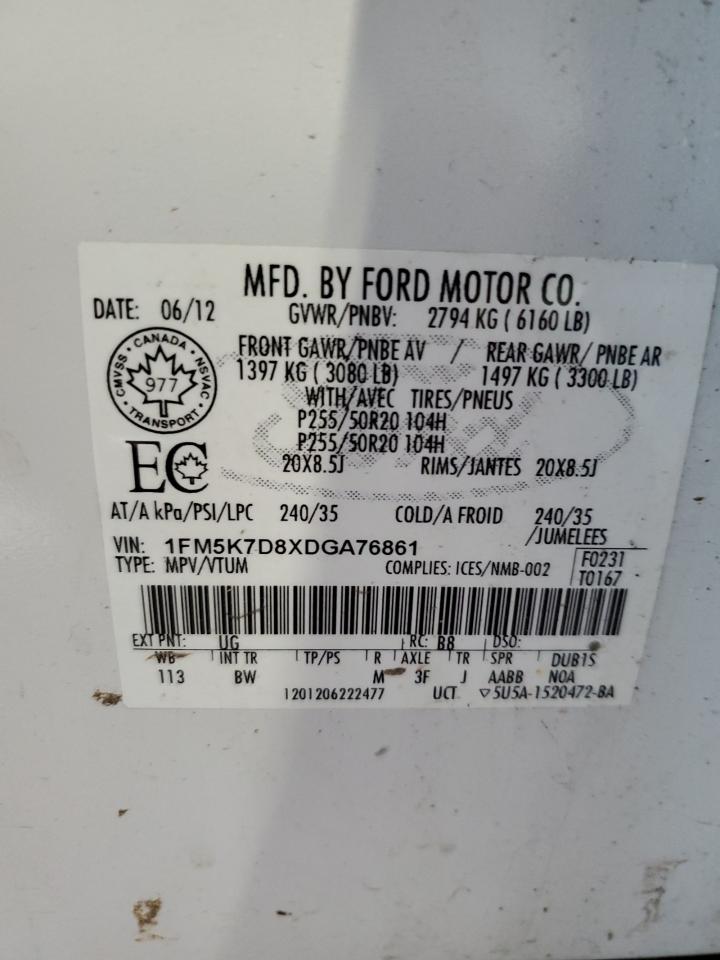 MFD. BY FORD MOTOR CO.
DATE: 06/12 GVWR/PNBV: 2794 KG ( 6160 LB)
FRONT GAWR/PNBE AV / REAR GAWR/ PNBE AR
1397 KG ( 3080 LB) 1497 KG ( 3300 LB)
WITH/AVEC TIRES/PNEUS
P255/50R20 104H
P255/50R20 104H
20X8.5J RIMS/JANTES 20X8.5J
CMVSS · CANADA · NSVAC · TRANSPORT ·
977
EC
AT/A kPa/PSI/LPC 240/35 COLD/A FROID 240/35
/JUMELEES
VIN: 1FM5K7D8XDGA76861
TYPE: MPV/VTUM COMPLIES: ICES/NMB-002
F0231
T0167
EXT PNT: UG RC: BB DSO:
WB INT TR TP/PS R AXLE TR SPR DUB1S
113 BW M 3F J AABB NOA
1201206222477 UCT ▽5U5A-1520472-BA